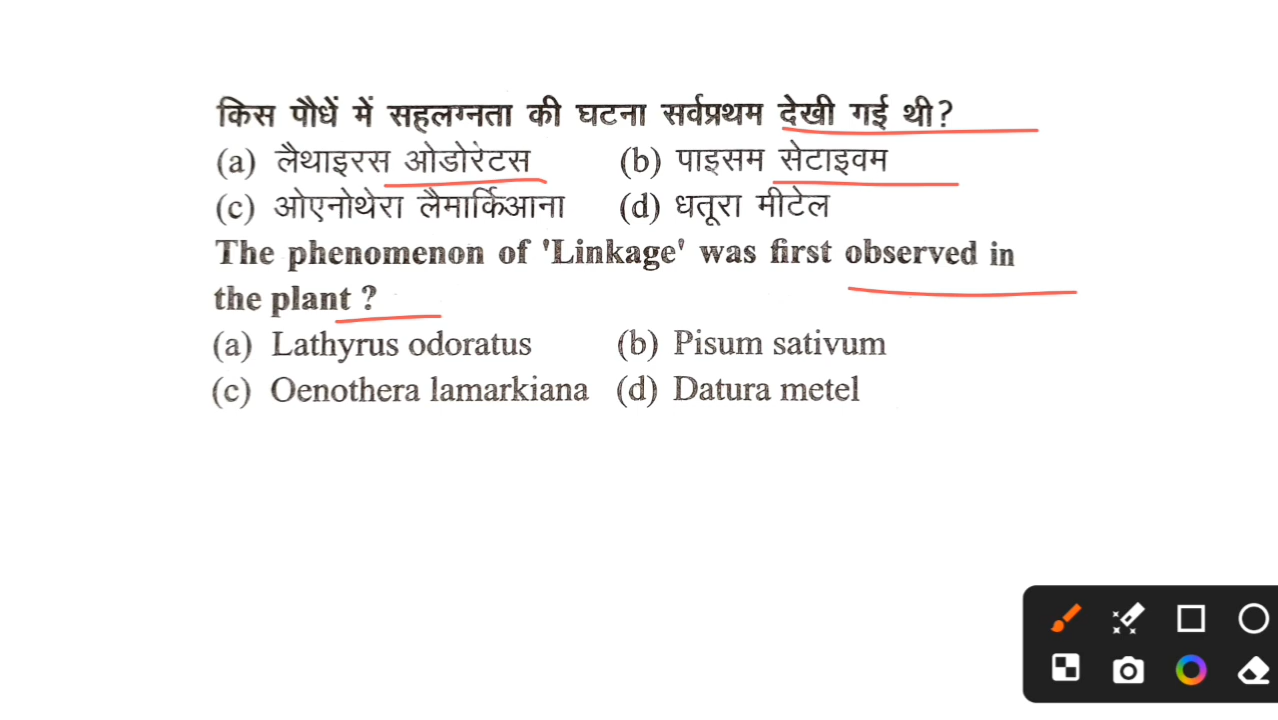 किस पौधें में सहलग्नता की घटना सर्वप्रथम देखी गई थी?
(a) लैथाइरस ओडोरेटस (b) पाइसम सेटाइवम
(c) ओएनोथेरा लैमार्किआना (d) धतूरा मीटेल
The phenomenon of 'Linkage' was first observed in
the plant ?
(a) Lathyrus odoratus (b) Pisum sativum
(c) Oenothera lamarkiana (d) Datura metel